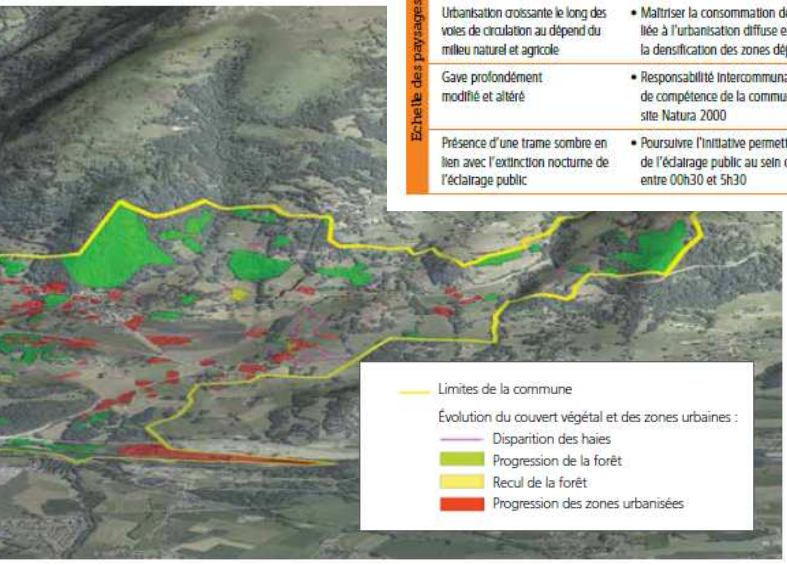 Echelle des paysages
Urbanisation croissante le long des
voies de circulation au dépend du
milieu naturel et agricole
• Maîtriser la consommation d
liée à l'urbanisation diffuse e
la densification des zones dé
Gave profondément
modifié et altéré
• Responsabilité intercommuna
de compétence de la commu
site Natura 2000
Présence d'une trame sombre en
lien avec l'extinction nocturne de
l'éclairage public
• Poursuivre l'initiative permett
de l'éclairage public au sein
entre 00h30 et 5h30
Limites de la commune
Évolution du couvert végétal et des zones urbaines :
Disparition des haies
Progression de la forêt
Recul de la forêt
Progression des zones urbanisées